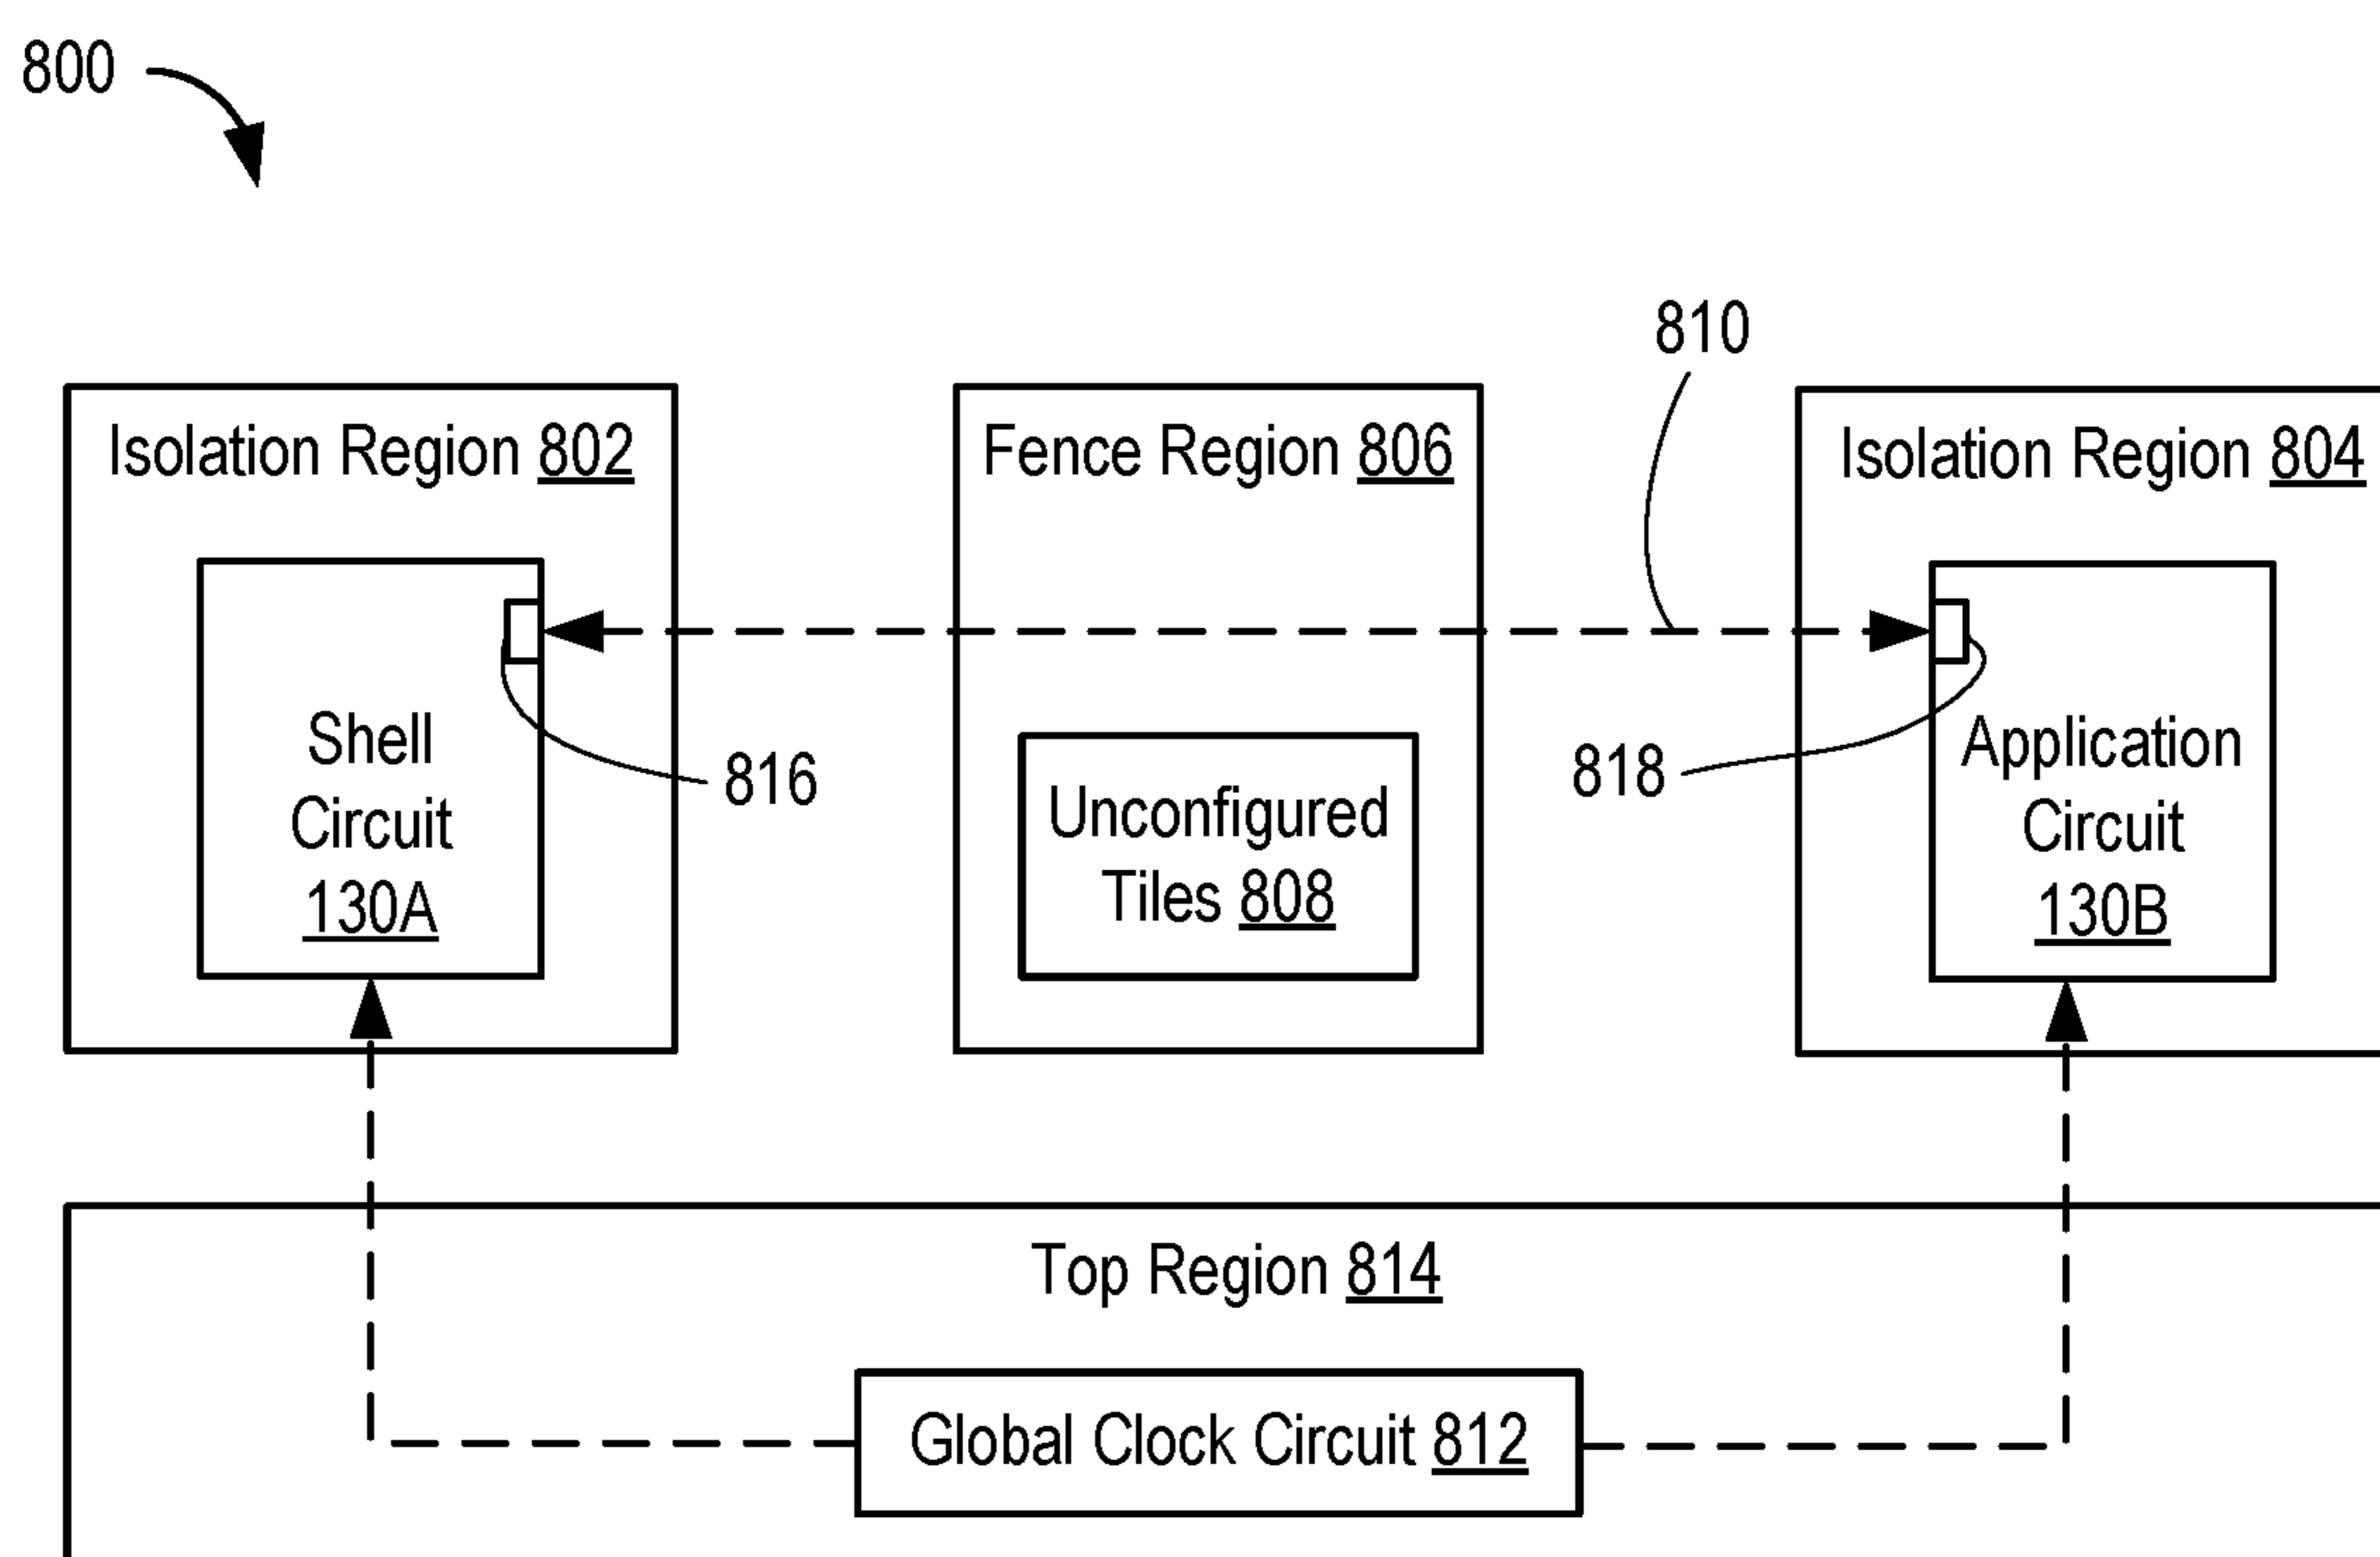 800
810
Isolation Region 802
Fence Region 806
Isolation Region 804
Shell
Circuit
130A
816
Unconfigured
Tiles 808
818
Application
Circuit
130B
Top Region 814
Global Clock Circuit 812